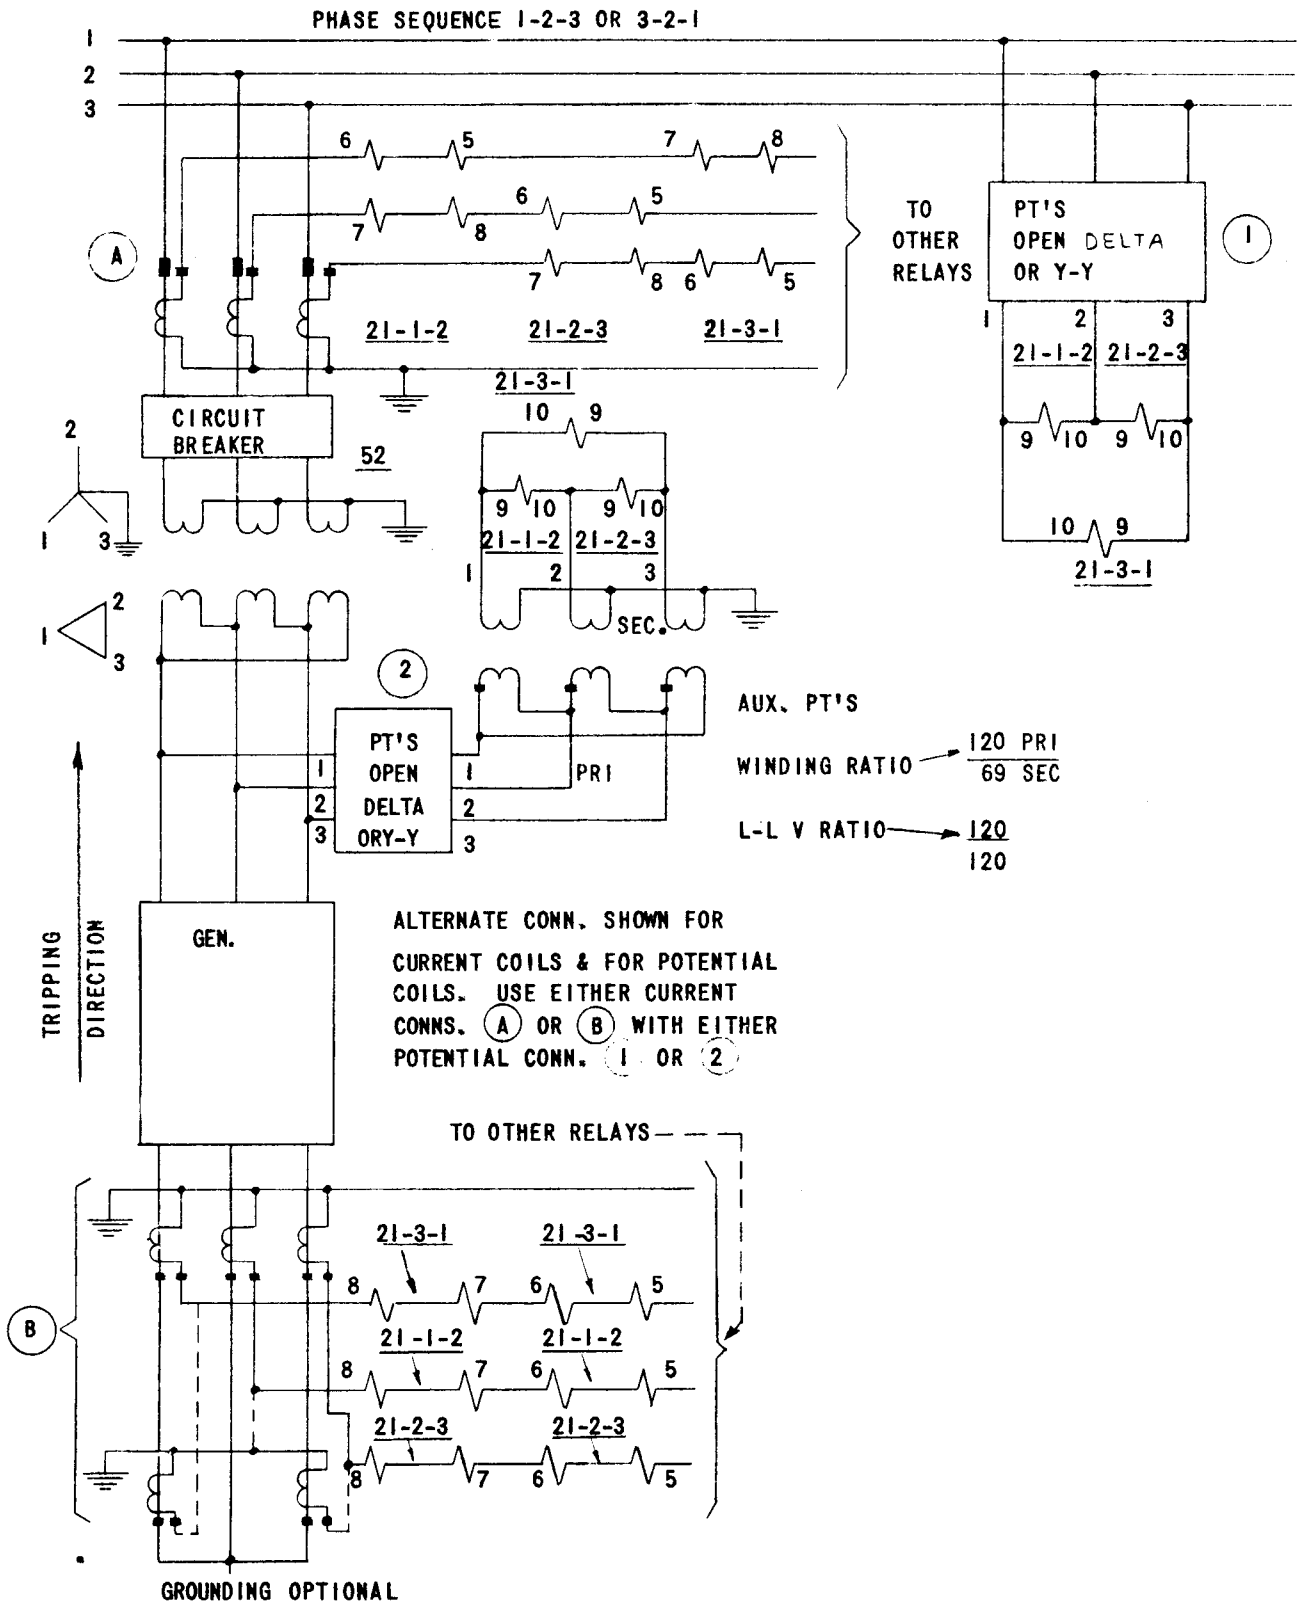 PHASE SEQUENCE 1-2-3 OR 3-2-1
1
2
3
6 5 7 8
7 8 6 5
7 8 6 5
A
21-1-2 21-2-3 21-3-1
TO
OTHER
RELAYS
PT'S
OPEN DELTA
OR Y-Y
1
1 2 3
21-1-2 21-2-3
9 10 9 10
10 9
21-3-1
CIRCUIT
BREAKER
52
2
1 3
21-3-1
10 9
9 10 9 10
21-1-2 21-2-3
1 2 3
SEC.
2
1
3
2
PT'S
OPEN
DELTA
ORY-Y
1
2
3
1
2
3
PRI
AUX. PT'S
WINDING RATIO 120 PRI
69 SEC
L-L V RATIO 120
120
TRIPPING
DIRECTION
GEN.
ALTERNATE CONN. SHOWN FOR
CURRENT COILS & FOR POTENTIAL
COILS. USE EITHER CURRENT
CONNS. A OR B WITH EITHER
POTENTIAL CONN. 1 OR 2
TO OTHER RELAYS
21-3-1 21-3-1
8 7 6 5
B
21-1-2 21-1-2
8 7 6 5
21-2-3 21-2-3
8 7 6 5
GROUNDING OPTIONAL